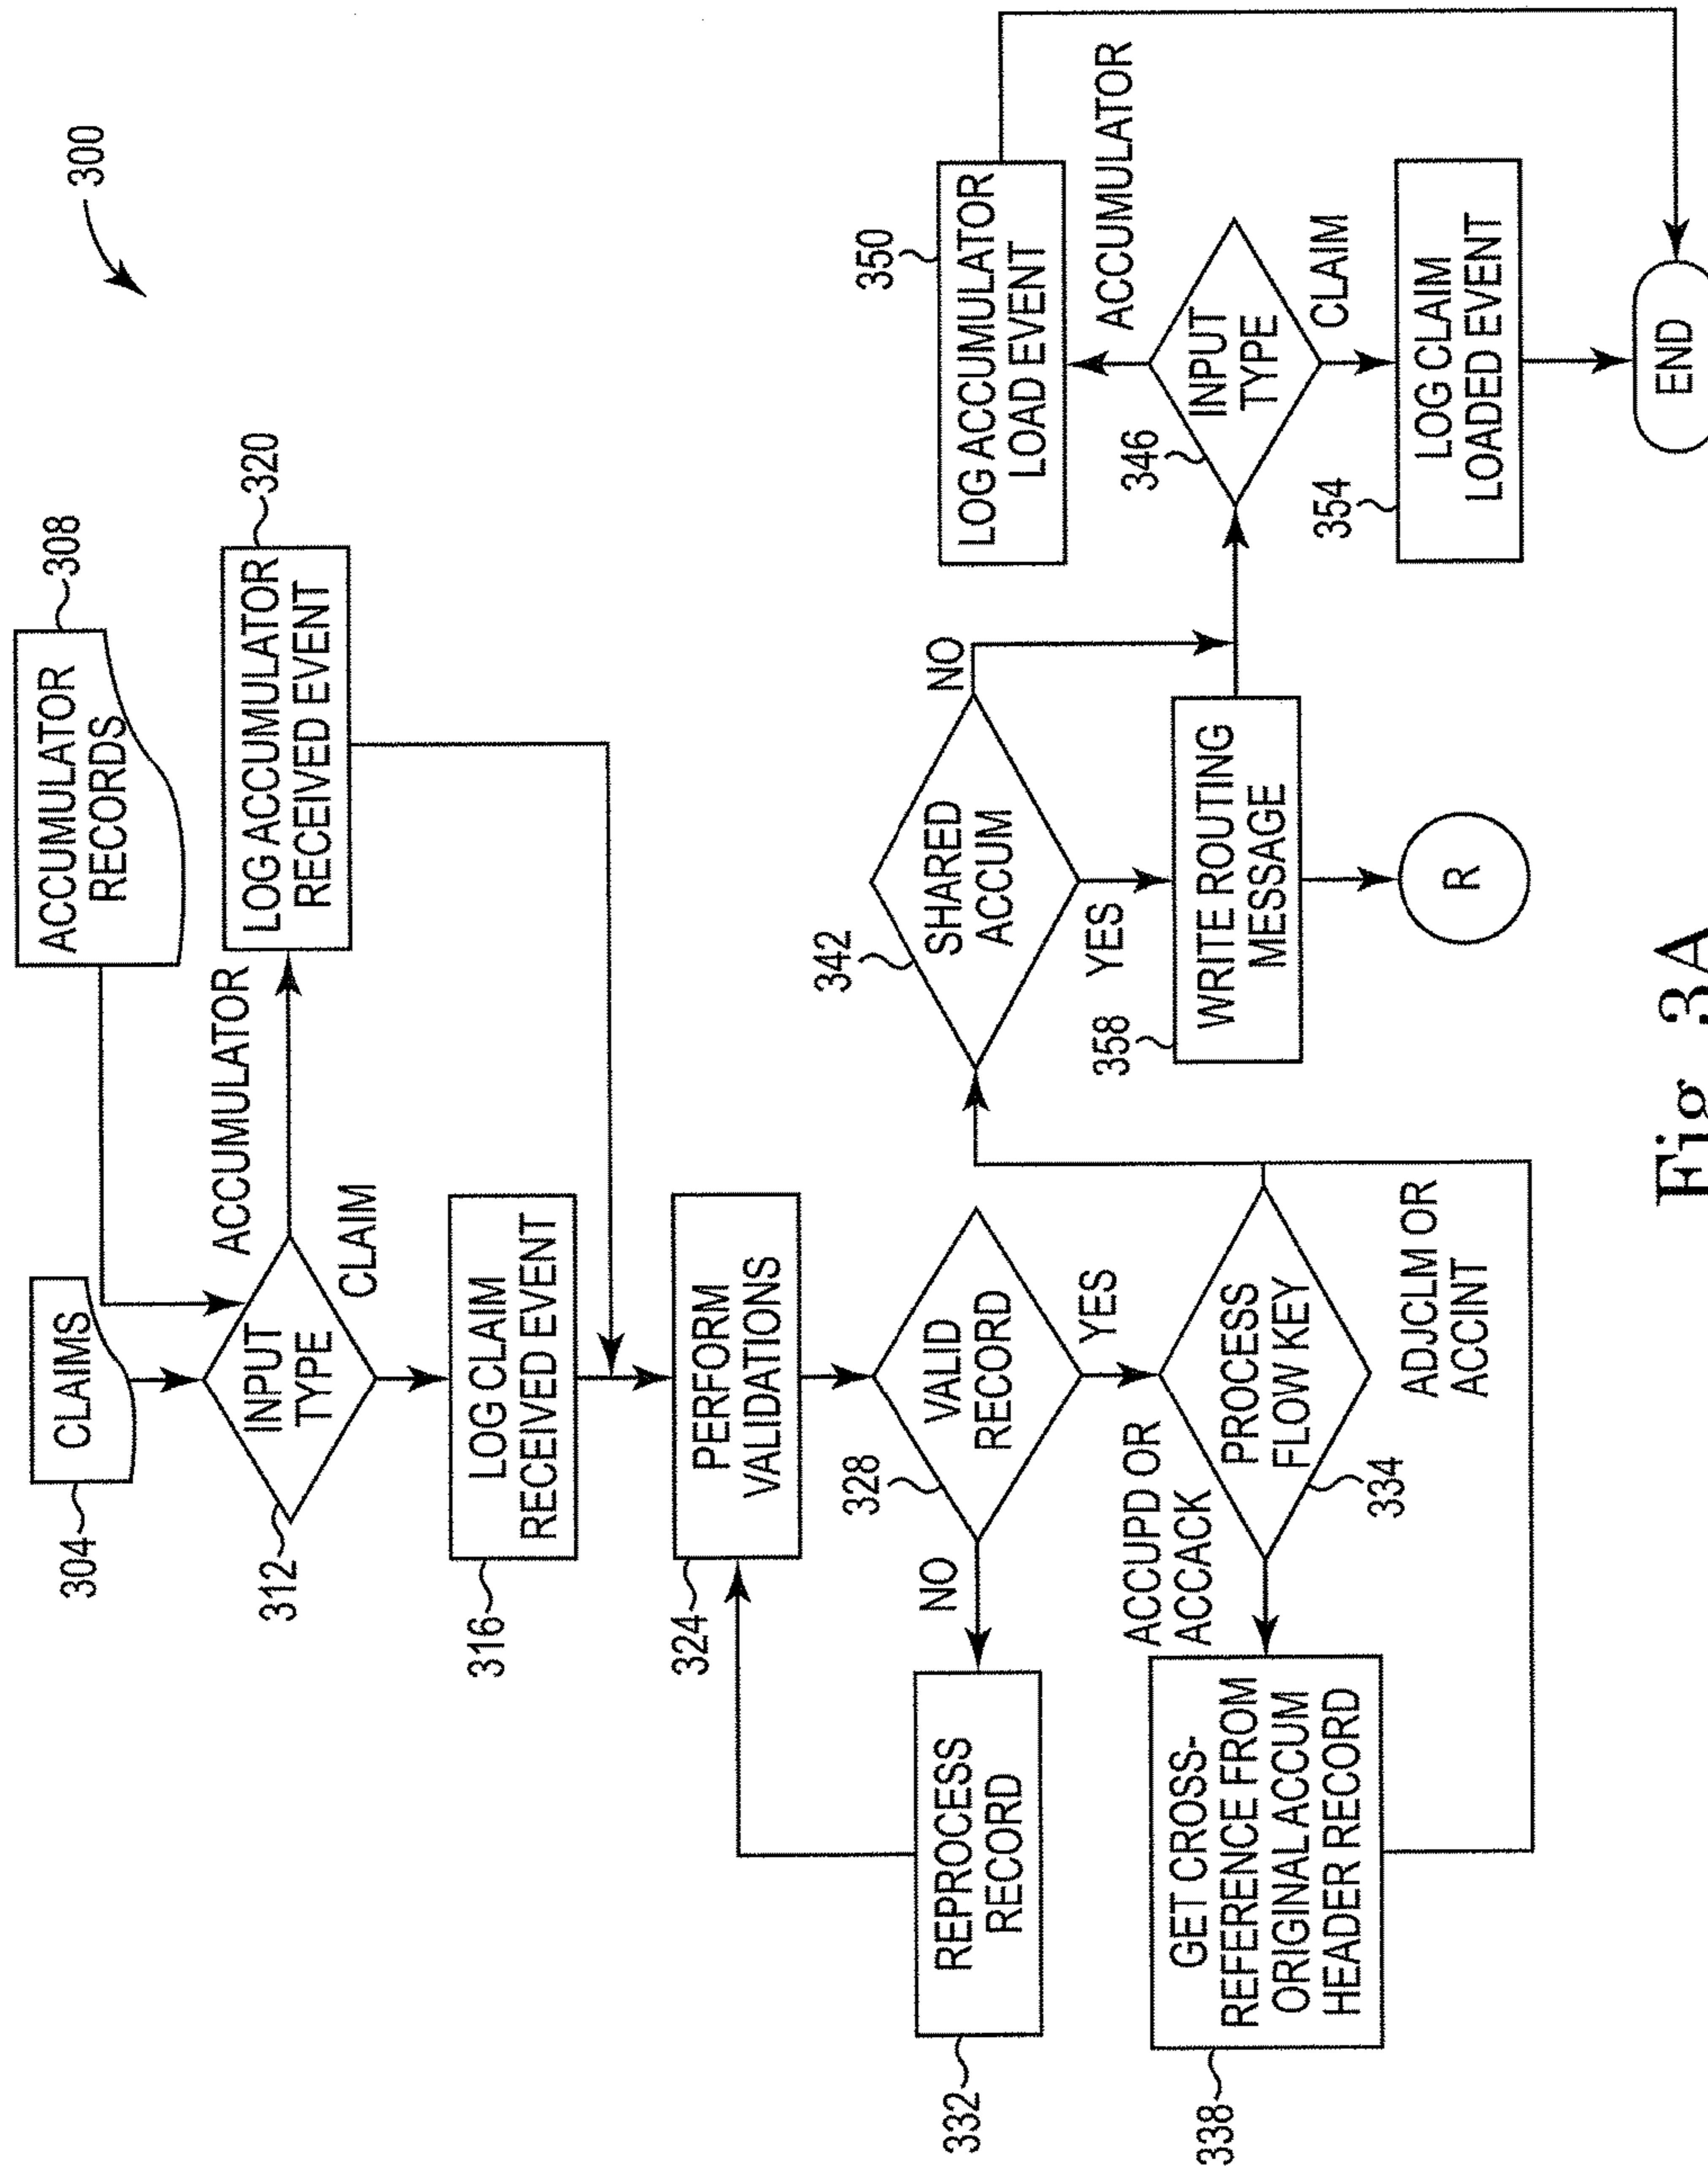 300
CLAIMS
304
ACCUMULATOR
RECORDS
308
INPUT
TYPE
312
ACCUMULATOR
CLAIM
LOG ACCUMULATOR
RECEIVED EVENT
320
LOG CLAIM
RECEIVED EVENT
316
PERFORM
VALIDATIONS
324
VALID
RECORD
328
NO
YES
REPROCESS
RECORD
332
PROCESS
FLOW KEY
334
ACCUPD OR
ACCACK
ADJCLM OR
ACCINT
GET CROSS-
REFERENCE FROM
ORIGINAL ACCUM
HEADER RECORD
338
SHARED
ACCUM
342
NO
YES
WRITE ROUTING
MESSAGE
358
R
INPUT
TYPE
346
ACCUMULATOR
CLAIM
LOG ACCUMULATOR
LOAD EVENT
350
LOG CLAIM
LOADED EVENT
354
END
Fig. 3A